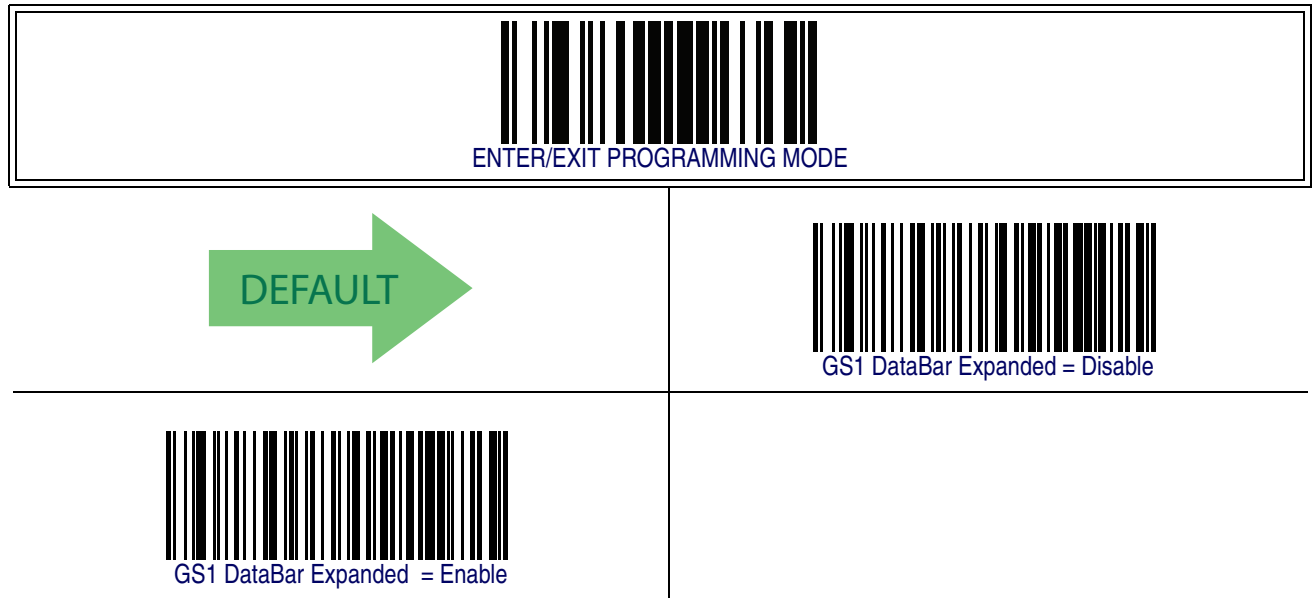 ENTER/EXIT PROGRAMMING MODE
DEFAULT
GS1 DataBar Expanded = Disable
GS1 DataBar Expanded = Enable